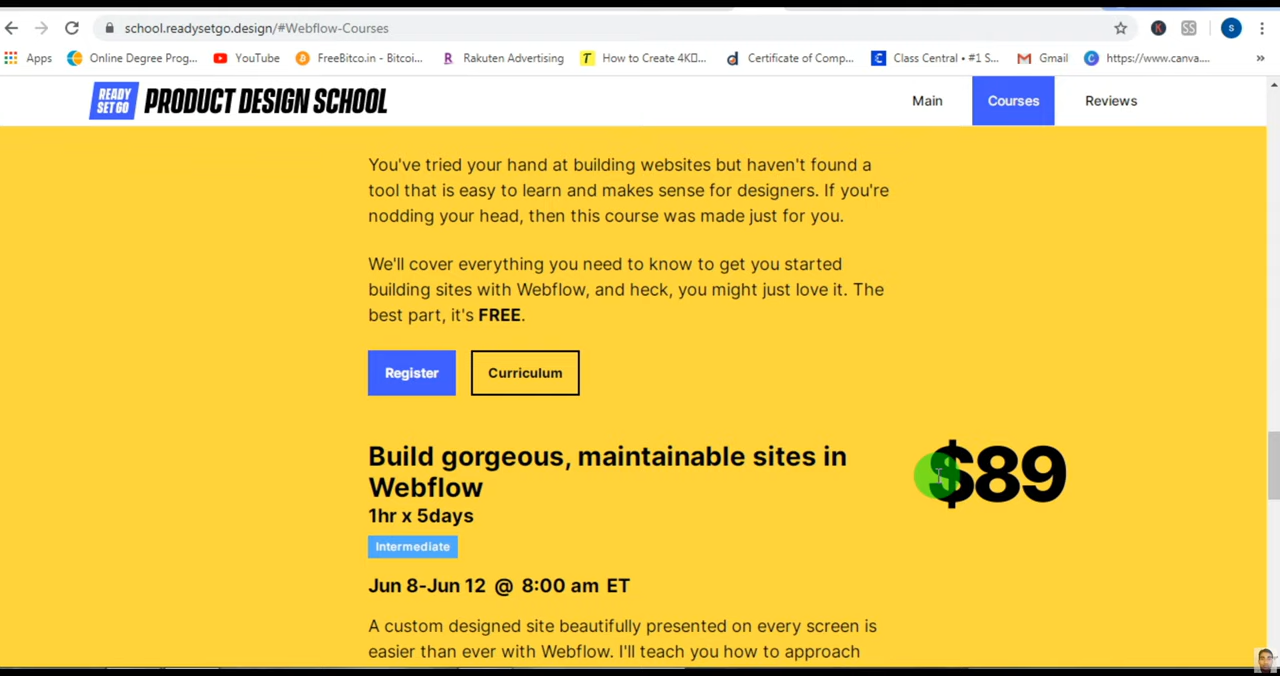 school.readysetgo.design/#Webflow-Courses
S
Apps Online Degree Prog... YouTube FreeBitco.in - Bitcoi... Rakuten Advertising How to Create 4K... Certificate of Comp... Class Central • #1 S... Gmail https://www.canva.... »
READY SET GO PRODUCT DESIGN SCHOOL Main Courses Reviews
You've tried your hand at building websites but haven't found a
tool that is easy to learn and makes sense for designers. If you're
nodding your head, then this course was made just for you.
We'll cover everything you need to know to get you started
building sites with Webflow, and heck, you might just love it. The
best part, it's FREE.
Register Curriculum
Build gorgeous, maintainable sites in
Webflow
$89
1hr x 5days
Intermediate
Jun 8-Jun 12 @ 8:00 am ET
A custom designed site beautifully presented on every screen is
easier than ever with Webflow. I'll teach you how to approach